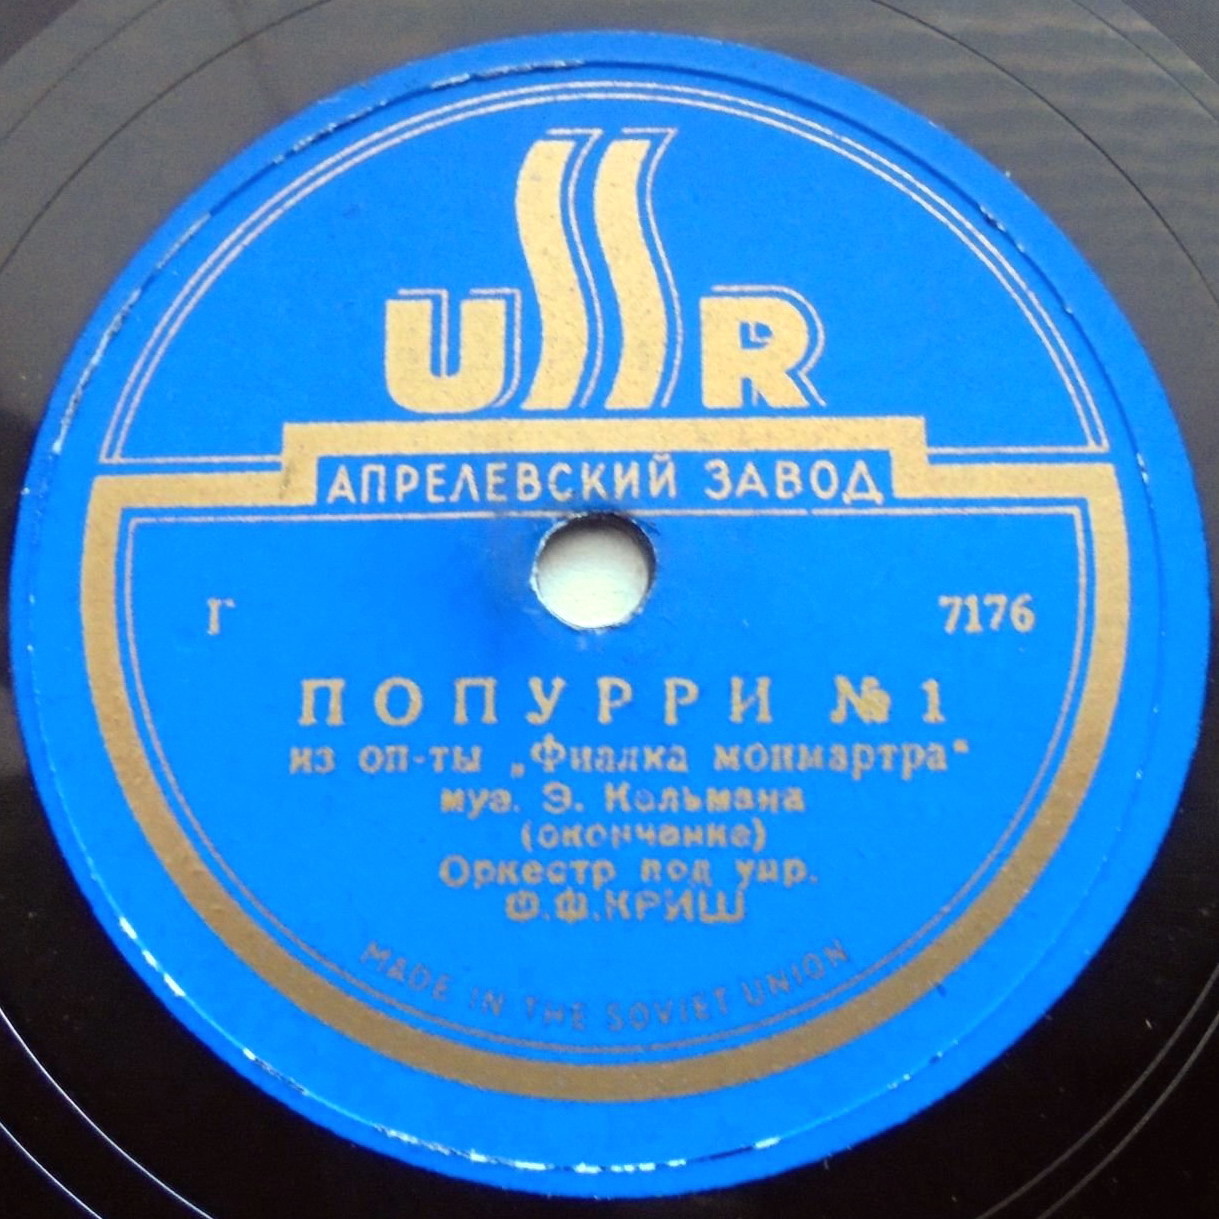 USSR
АПРЕЛЕВСКИЙ ЗАВОД
Г 7176
ПОПУРРИ № 1
из оп-ты „Фиалка монмартра“
муз. Э. Кальмана
(окончание)
Оркестр под упр.
Ф.Ф.КРИШ
MADE IN THE SOVIET UNION